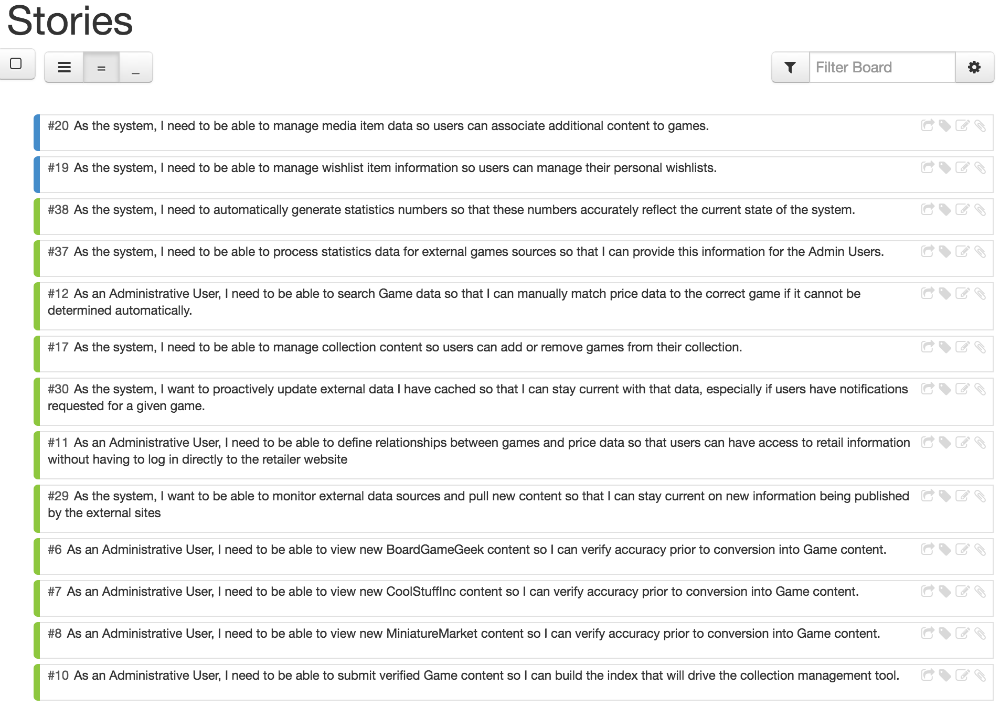 Stories
= _
Filter Board
#20 As the system, I need to be able to manage media item data so users can associate additional content to games.
#19 As the system, I need to be able to manage wishlist item information so users can manage their personal wishlists.
#38 As the system, I need to automatically generate statistics numbers so that these numbers accurately reflect the current state of the system.
#37 As the system, I need to be able to process statistics data for external games sources so that I can provide this information for the Admin Users.
#12 As an Administrative User, I need to be able to search Game data so that I can manually match price data to the correct game if it cannot be
determined automatically.
#17 As the system, I need to be able to manage collection content so users can add or remove games from their collection.
#30 As the system, I want to proactively update external data I have cached so that I can stay current with that data, especially if users have notifications
requested for a given game.
#11 As an Administrative User, I need to be able to define relationships between games and price data so that users can have access to retail information
without having to log in directly to the retailer website
#29 As the system, I want to be able to monitor external data sources and pull new content so that I can stay current on new information being published
by the external sites
#6 As an Administrative User, I need to be able to view new BoardGameGeek content so I can verify accuracy prior to conversion into Game content.
#7 As an Administrative User, I need to be able to view new CoolStuffInc content so I can verify accuracy prior to conversion into Game content.
#8 As an Administrative User, I need to be able to view new MiniatureMarket content so I can verify accuracy prior to conversion into Game content.
#10 As an Administrative User, I need to be able to submit verified Game content so I can build the index that will drive the collection management tool.